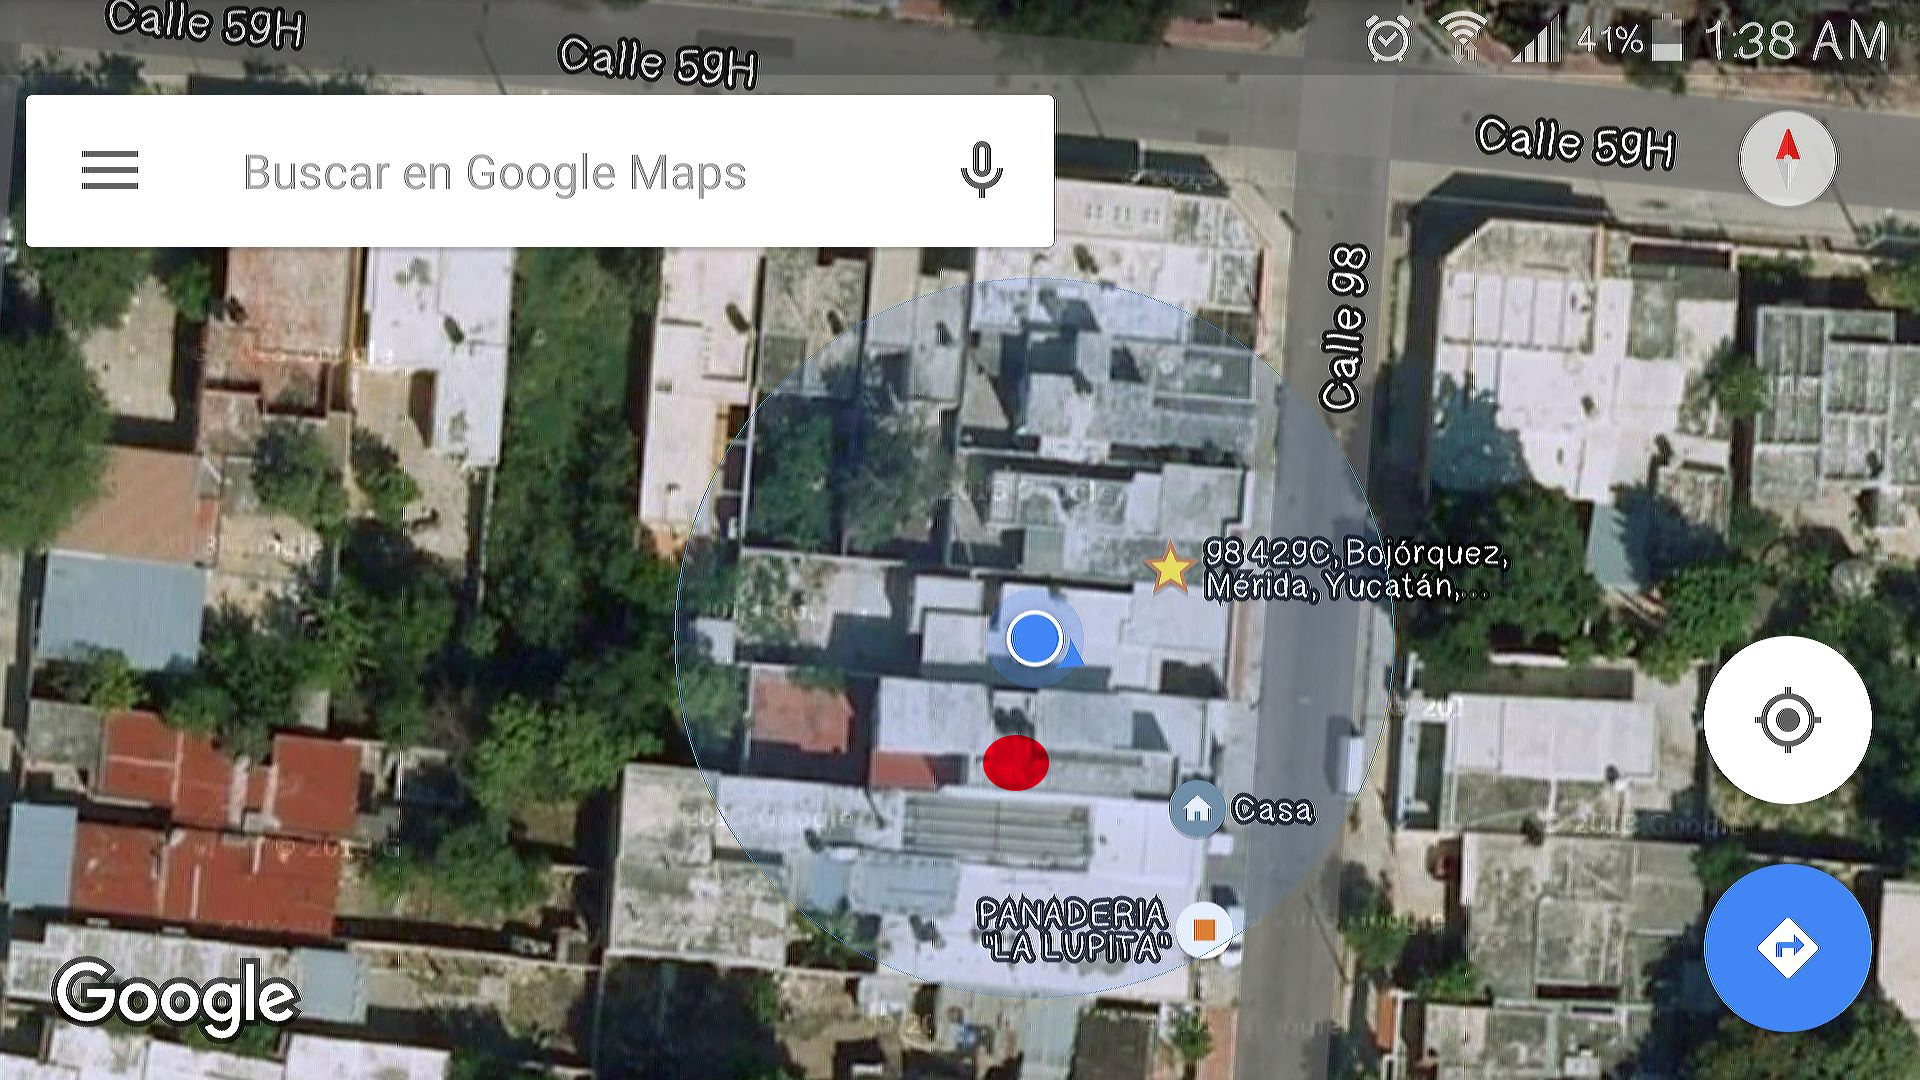 Calle 59H
Calle 59H
41%
1:38 AM
Buscar en Google Maps
Calle 59H
Calle 98
98 429C, Bojórquez,
Mérida, Yucatán,...
Casa
PANADERIA
"LA LUPITA"
Google